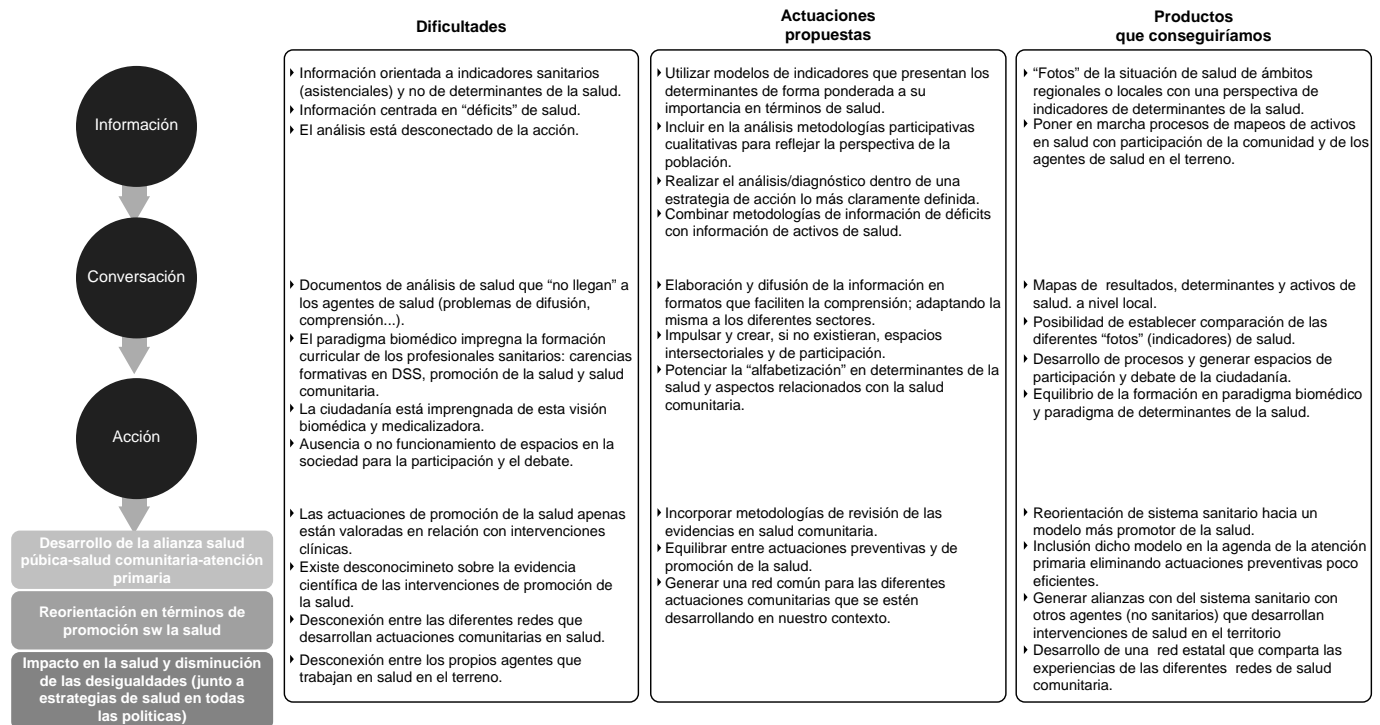 Dificultades
Actuaciones
propuestas
Productos
que conseguiríamos
Información
Conversación
Acción
Desarrollo de la alianza salud
púbica-salud comunitaria-atención
primaria
Reorientación en términos de
promoción sw la salud
Impacto en la salud y disminución
de las desigualdades (junto a
estrategias de salud en todas
las politicas)
Información orientada a indicadores sanitarios
(asistenciales) y no de determinantes de la salud.
Información centrada en “déficits” de salud.
El análisis está desconectado de la acción.
Documentos de análisis de salud que “no llegan” a
los agentes de salud (problemas de difusión,
comprensión...).
El paradigma biomédico impregna la formación
curricular de los profesionales sanitarios: carencias
formativas en DSS, promoción de la salud y salud
comunitaria.
La ciudadanía está imprengnada de esta visión
biomédica y medicalizadora.
Ausencia o no funcionamiento de espacios en la
sociedad para la participación y el debate.
Las actuaciones de promoción de la salud apenas
están valoradas en relación con intervenciones
clínicas.
Existe desconocimineto sobre la evidencia
científica de las intervenciones de promoción de
la salud.
Desconexión entre las diferentes redes que
desarrollan actuaciones comunitarias en salud.
Desconexión entre los propios agentes que
trabajan en salud en el terreno.
Utilizar modelos de indicadores que presentan los
determinantes de forma ponderada a su
importancia en términos de salud.
Incluir en la análisis metodologías participativas
cualitativas para reflejar la perspectiva de la
población.
Realizar el análisis/diagnóstico dentro de una
estrategia de acción lo más claramente definida.
Combinar metodologías de información de déficits
con información de activos de salud.
Elaboración y difusión de la información en
formatos que faciliten la comprensión; adaptando la
misma a los diferentes sectores.
Impulsar y crear, si no existieran, espacios
intersectoriales y de participación.
Potenciar la “alfabetización” en determinantes de la
salud y aspectos relacionados con la salud
comunitaria.
Incorporar metodologías de revisión de las
evidencias en salud comunitaria.
Equilibrar entre actuaciones preventivas y de
promoción de la salud.
Generar una red común para las diferentes
actuaciones comunitarias que se estén
desarrollando en nuestro contexto.
“Fotos” de la situación de salud de ámbitos
regionales o locales con una perspectiva de
indicadores de determinantes de la salud.
Poner en marcha procesos de mapeos de activos
en salud con participación de la comunidad y de los
agentes de salud en el terreno.
Mapas de resultados, determinantes y activos de
salud. a nivel local.
Posibilidad de establecer comparación de las
diferentes “fotos” (indicadores) de salud.
Desarrollo de procesos y generar espacios de
participación y debate de la ciudadanía.
Equilibrio de la formación en paradigma biomédico
y paradigma de determinantes de la salud.
Reorientación de sistema sanitario hacia un
modelo más promotor de la salud.
Inclusión dicho modelo en la agenda de la atención
primaria eliminando actuaciones preventivas poco
eficientes.
Generar alianzas con del sistema sanitario con
otros agentes (no sanitarios) que desarrollan
intervenciones de salud en el territorio
Desarrollo de una red estatal que comparta las
experiencias de las diferentes redes de salud
comunitaria.